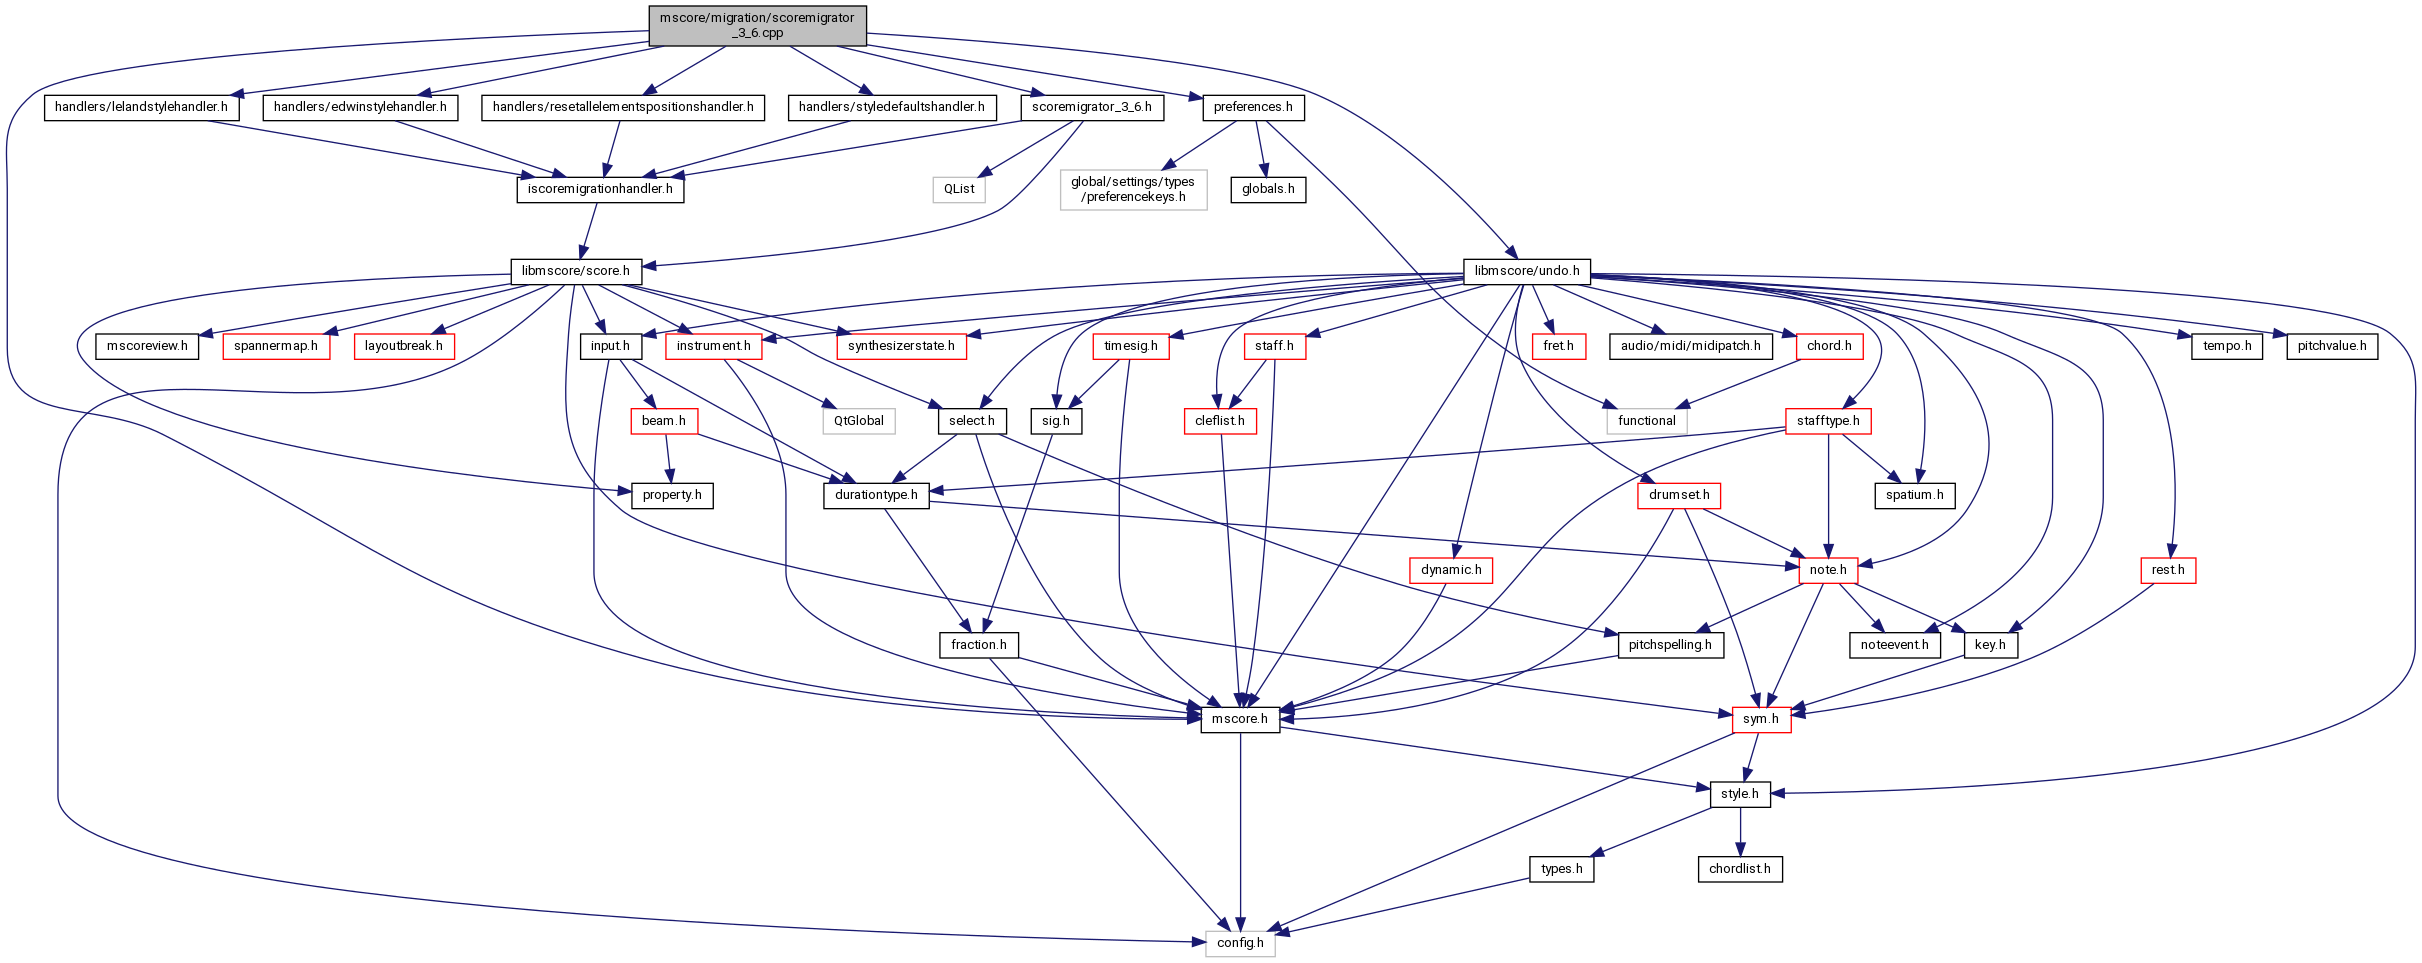 mscore/migration/scoremigrator
_3_6.cpp
handlers/lelandstylehandler.h
handlers/edwinstylehandler.h
handlers/resetallelementspositionshandler.h
handlers/styledefaultshandler.h
scoremigrator_3_6.h
preferences.h
iscoremigrationhandler.h
QList
global/settings/types
/preferencekeys.h
globals.h
libmscore/score.h
libmscore/undo.h
mscoreview.h
spannermap.h
layoutbreak.h
input.h
instrument.h
synthesizerstate.h
timesig.h
staff.h
fret.h
audio/midi/midipatch.h
chord.h
tempo.h
pitchvalue.h
beam.h
QtGlobal
select.h
sig.h
cleflist.h
functional
stafftype.h
property.h
durationtype.h
drumset.h
spatium.h
dynamic.h
note.h
rest.h
fraction.h
pitchspelling.h
noteevent.h
key.h
mscore.h
sym.h
style.h
types.h
chordlist.h
config.h